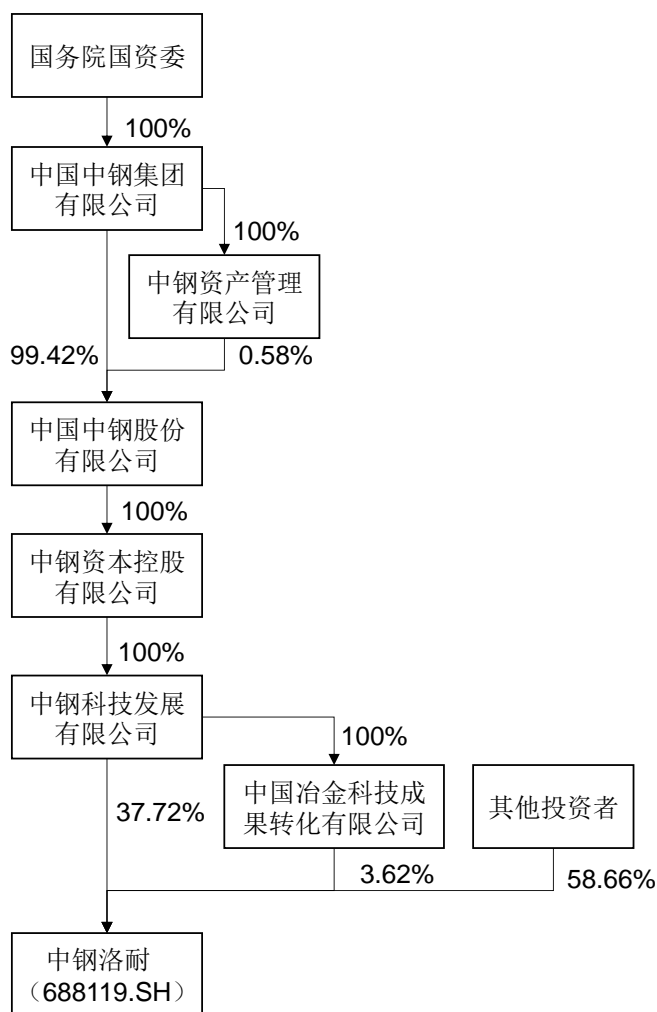 国务院国资委
100%
中国中钢集团
有限公司
100%
中钢资产管理
有限公司
99.42%
0.58%
中国中钢股份
有限公司
100%
中钢资本控股
有限公司
100%
中钢科技发展
有限公司
100%
中国冶金科技成
果转化有限公司
其他投资者
37.72%
3.62%
58.66%
中钢洛耐
（688119.SH）